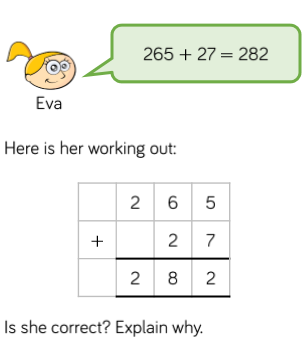 265 + 27 = 282
Eva
Here is her working out:
2 6 5
+ 2 7
2 8 2
Is she correct? Explain why.